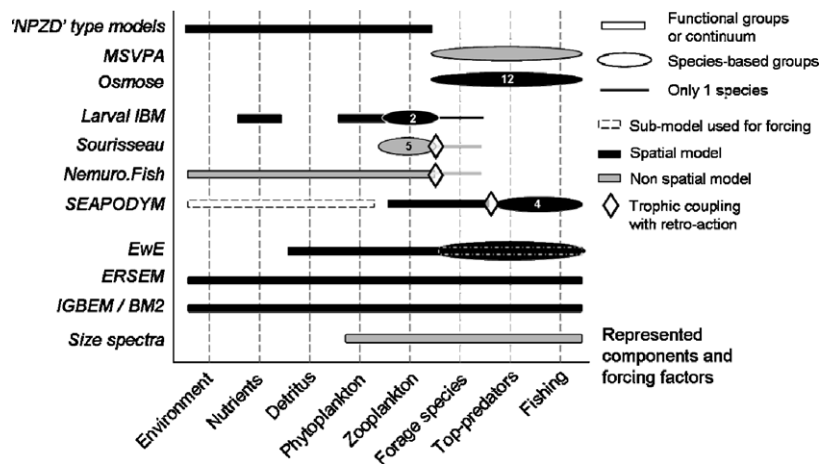 'NPZD' type models
MSVPA
Osmose
12
Larval IBM
2
Sourisseau
5
Nemuro.Fish
SEAPODYM
4
EwE
ERSEM
IGBEM / BM2
Size spectra
Environment
Nutrients
Detritus
Phytoplankton
Zooplankton
Forage species
Top-predators
Fishing
Functional groups
or continuum
Species-based groups
Only 1 species
Sub-model used for forcing
Spatial model
Non spatial model
Trophic coupling
with retro-action
Represented
components and
forcing factors